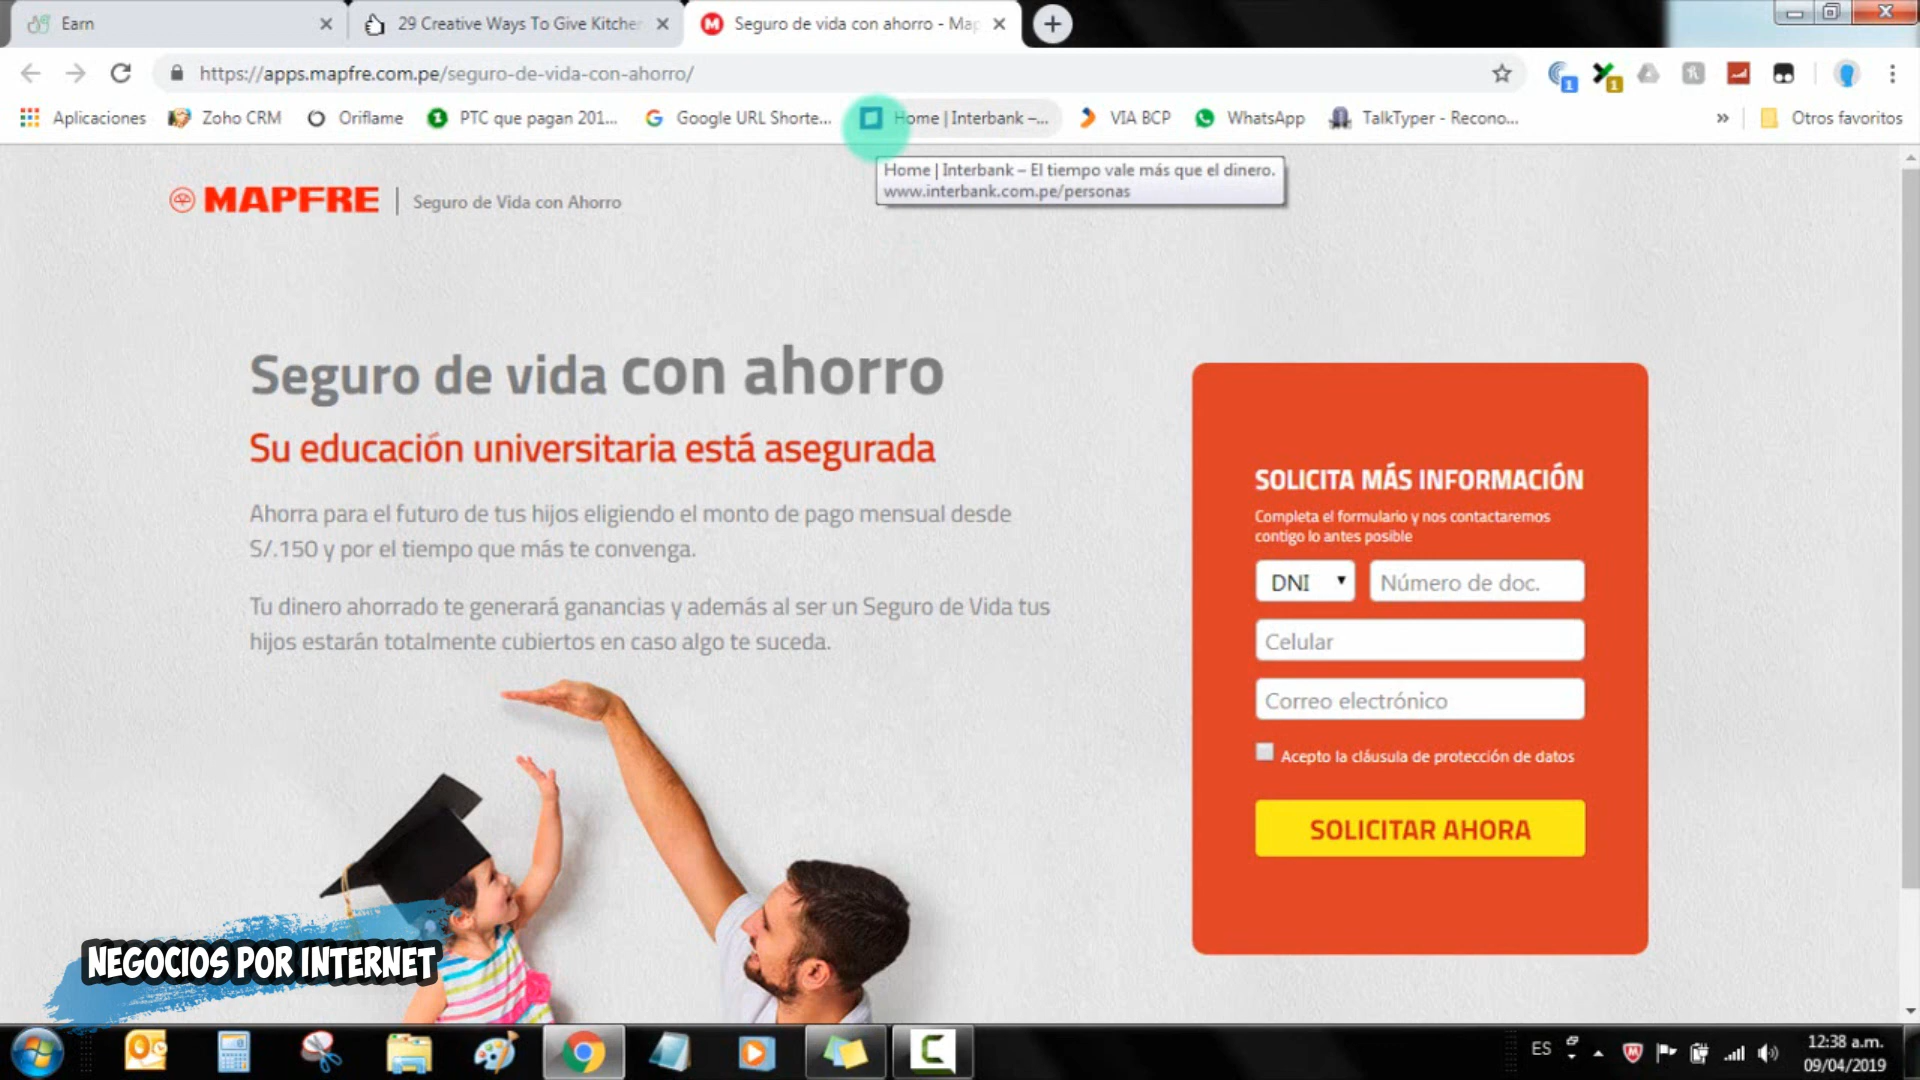 Earn
29 Creative Ways To Give Kitche
Seguro de vida con ahorro - Ma
https://apps.mapfre.com.pe/seguro-de-vida-con-ahorro/
1
1
Aplicaciones
Zoho CRM
Oriflame
PTC que pagan 201...
Google URL Shorte...
Home | Interbank –...
VIA BCP
WhatsApp
TalkTyper - Recono...
»
Otros favoritos
Home | Interbank – El tiempo vale más que el dinero.
www.interbank.com.pe/personas
MAPFRE | Seguro de Vida con Ahorro
Seguro de vida con ahorro
Su educación universitaria está asegurada
Ahorra para el futuro de tus hijos eligiendo el monto de pago mensual desde
S/.150 y por el tiempo que más te convenga.
Tu dinero ahorrado te generará ganancias y además al ser un Seguro de Vida tus
hijos estarán totalmente cubiertos en caso algo te suceda.
SOLICITA MÁS INFORMACIÓN
Completa el formulario y nos contactaremos
contigo lo antes posible
DNI
Número de doc.
Celular
Correo electrónico
Acepto la cláusula de protección de datos
SOLICITAR AHORA
NEGOCIOS POR INTERNET
ES
12:38 a.m.
09/04/2019